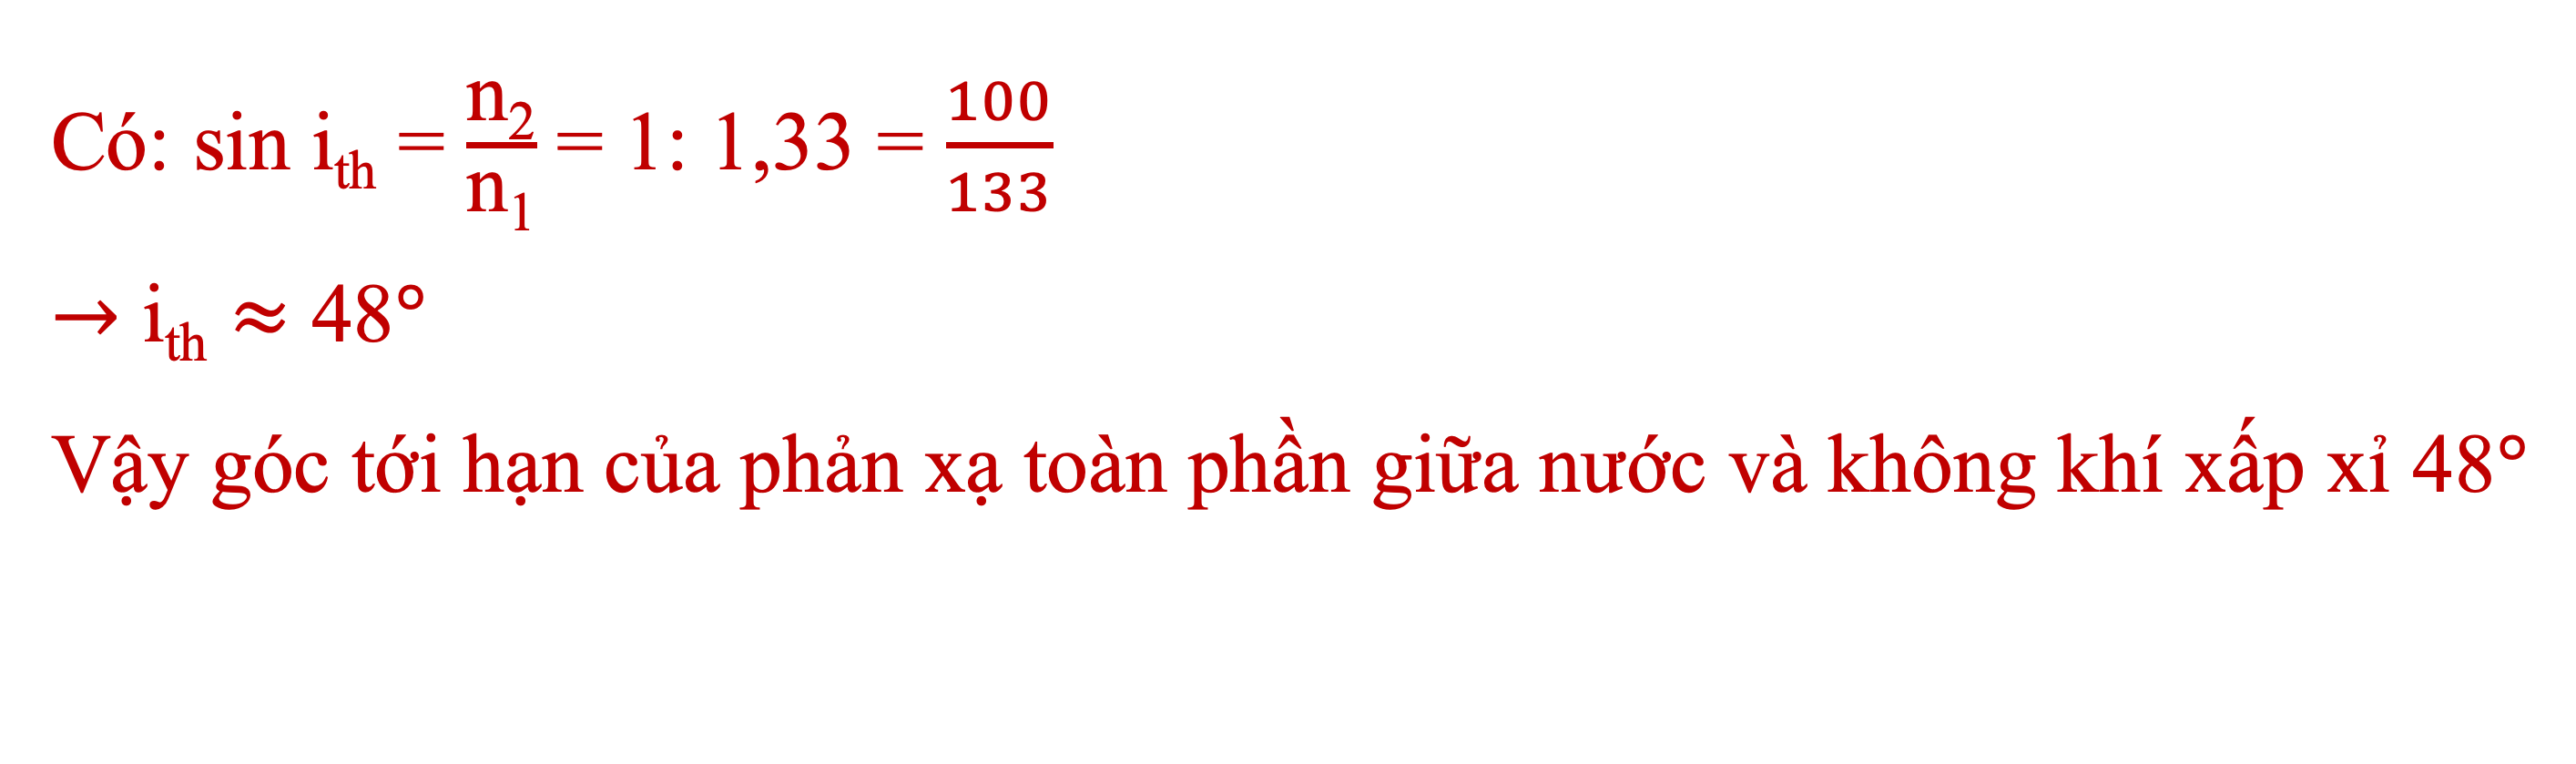 Có: sin i_th = n₂/n₁ = 1: 1,33 = 100/133
→ i_th ≈ 48°
Vậy góc tới hạn của phản xạ toàn phần giữa nước và không khí xấp xỉ 48°